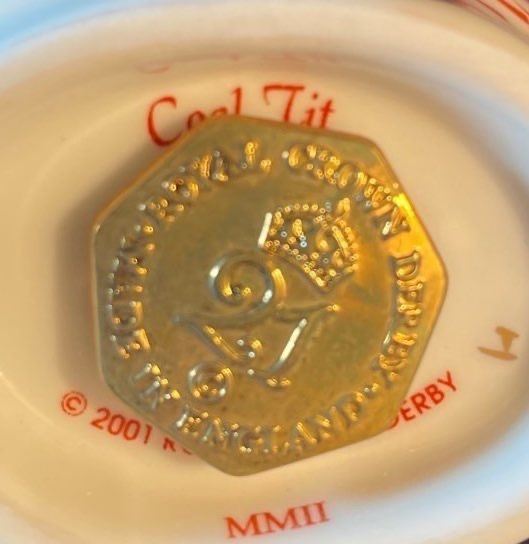 Coal Tit
MADE IN ENGLAND · ROYAL CROWN DERBY
©
© 2001 R DERBY
MMII